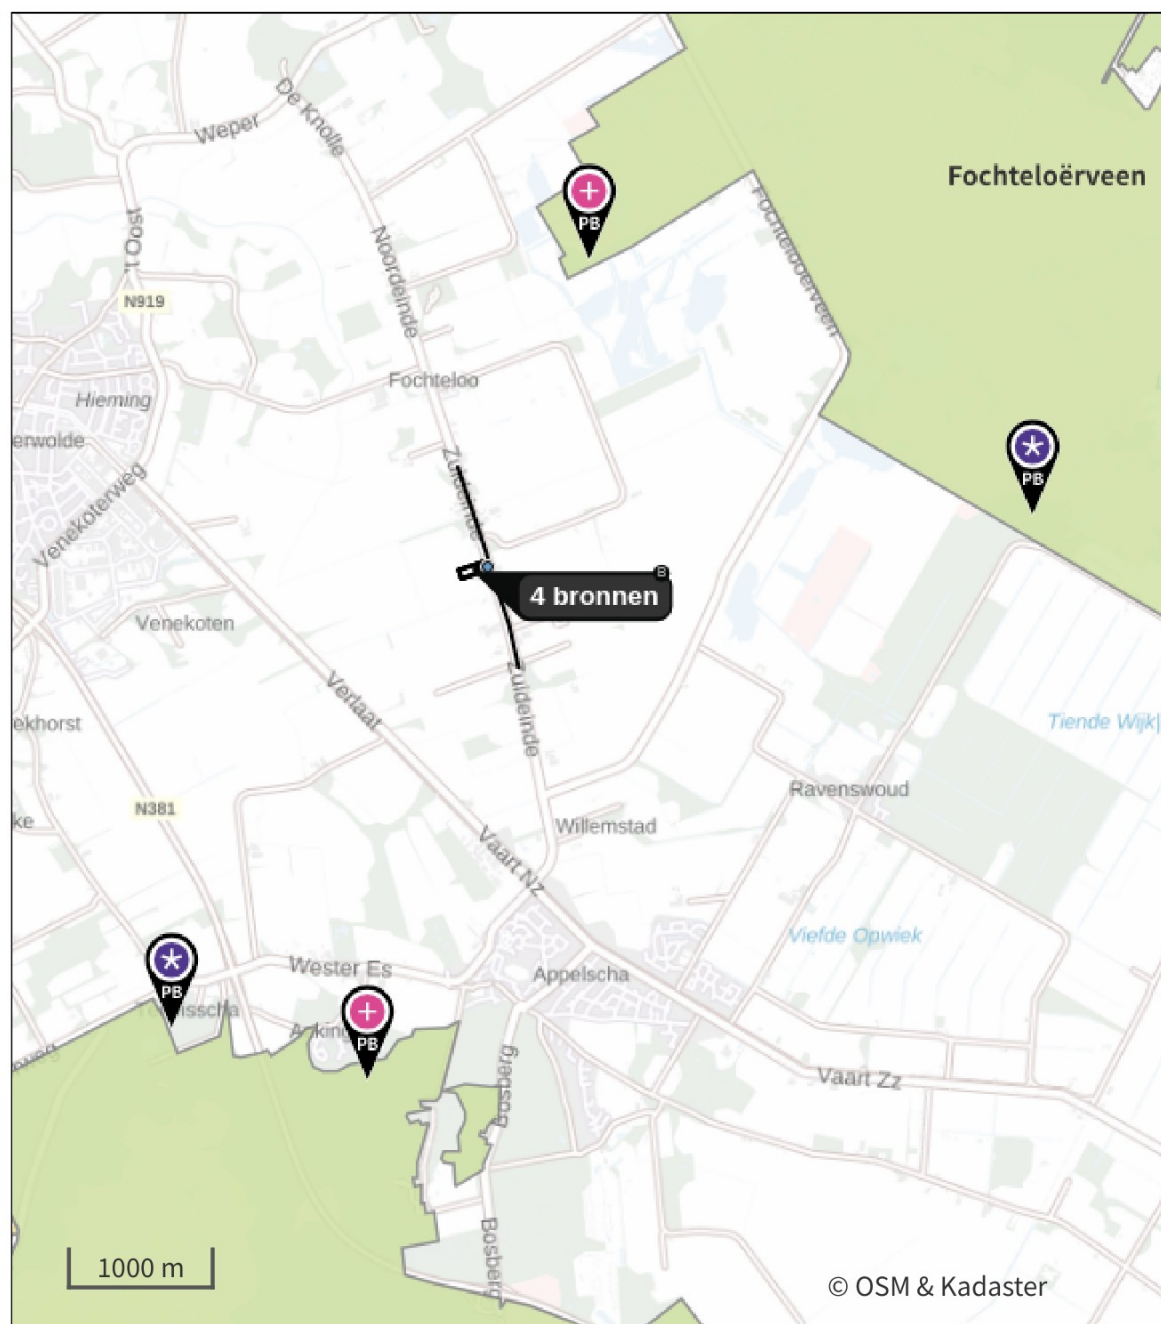 De Knolle
Weper
Fochteloërveen
PB
't Oost
Noordeinde
Fochtelooerveen
N919
Fochteloo
Hieming
erwolde
Zuideinde
PB
Venekoterweg
B
4 bronnen
Venekoten
Verlaat
Zuideinde
ekhorst
Tiende Wijk
Ravenswoud
N381
ke
Willemstad
Vaart Nz
Viefde Opwiek
PB
Wester Es
Appelscha
PB
Bosberg
Vaart Zz
Bosberg
1000 m
© OSM & Kadaster